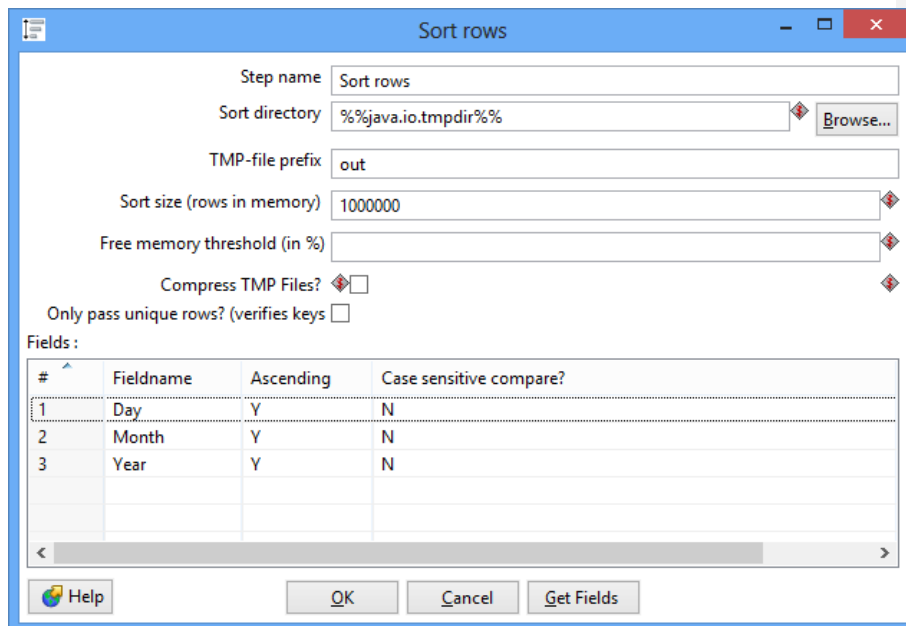 Sort rows
Step name Sort rows
Sort directory %%java.io.tmpdir%% Browse...
TMP-file prefix out
Sort size (rows in memory) 1000000
Free memory threshold (in %)
Compress TMP Files?
Only pass unique rows? (verifies keys
Fields :
# Fieldname Ascending Case sensitive compare?
1 Day Y N
2 Month Y N
3 Year Y N
Help OK Cancel Get Fields